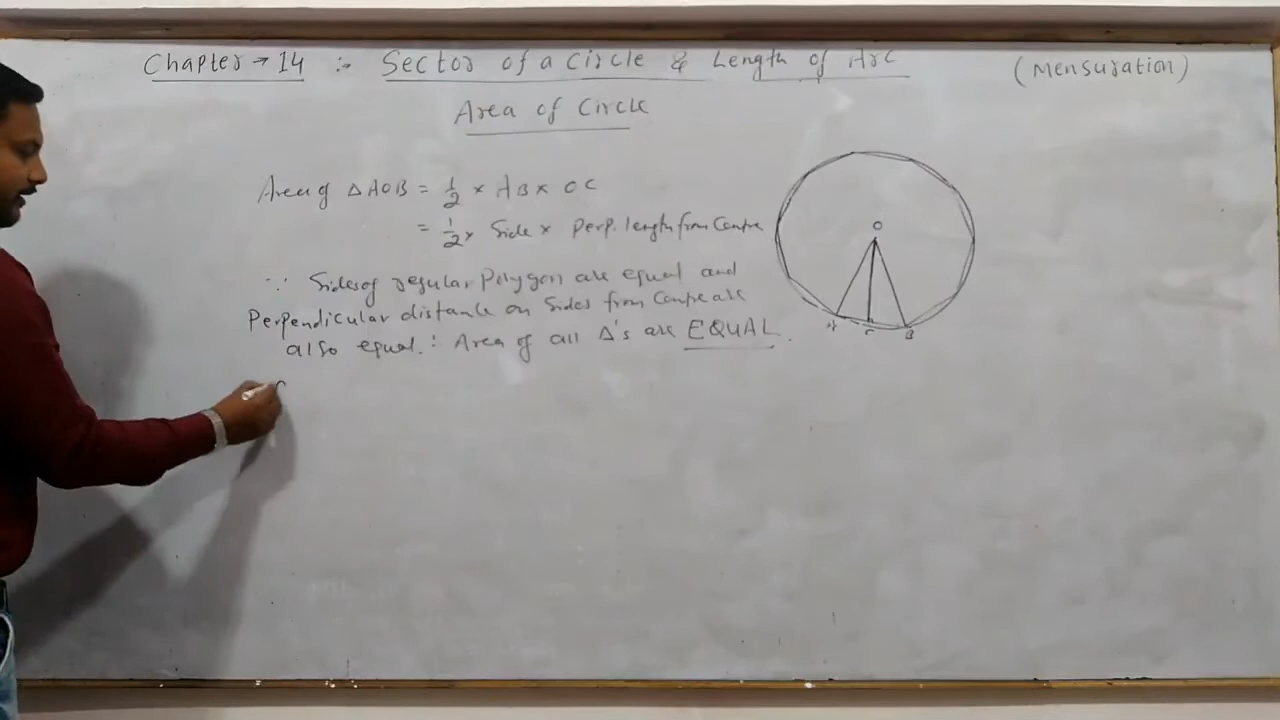 Chapter → 14 :- Sector of a Circle & Length of Arc (Mensuration)
Area of Circle
Area of △AOB = 1/2 × AB × OC
= 1/2 × Side × Perp. length from Centre
∵ Sides of regular Polygon are equal and
Perpendicular distance on Sides from Centre are
also equal. ∴ Area of all Δ's are EQUAL.
O
A C B